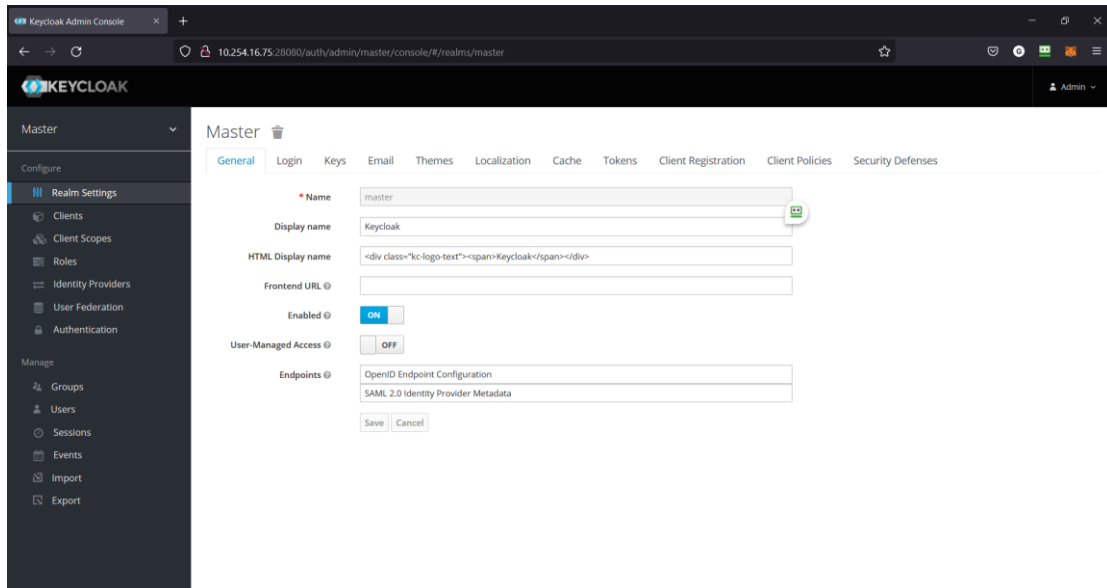 Keycloak Admin Console
10.254.16.75:28080/auth/admin/master/console/#/realms/master
KEYCLOAK
Admin
Master
Configure
Realm Settings
Clients
Client Scopes
Roles
Identity Providers
User Federation
Authentication
Manage
Groups
Users
Sessions
Events
Import
Export
Master
General Login Keys Email Themes Localization Cache Tokens Client Registration Client Policies Security Defenses
* Name master
Display name Keycloak
HTML Display name <div class="kc-logo-text"><span>Keycloak</span></div>
Frontend URL
Enabled ON
User-Managed Access OFF
Endpoints OpenID Endpoint Configuration
SAML 2.0 Identity Provider Metadata
Save Cancel